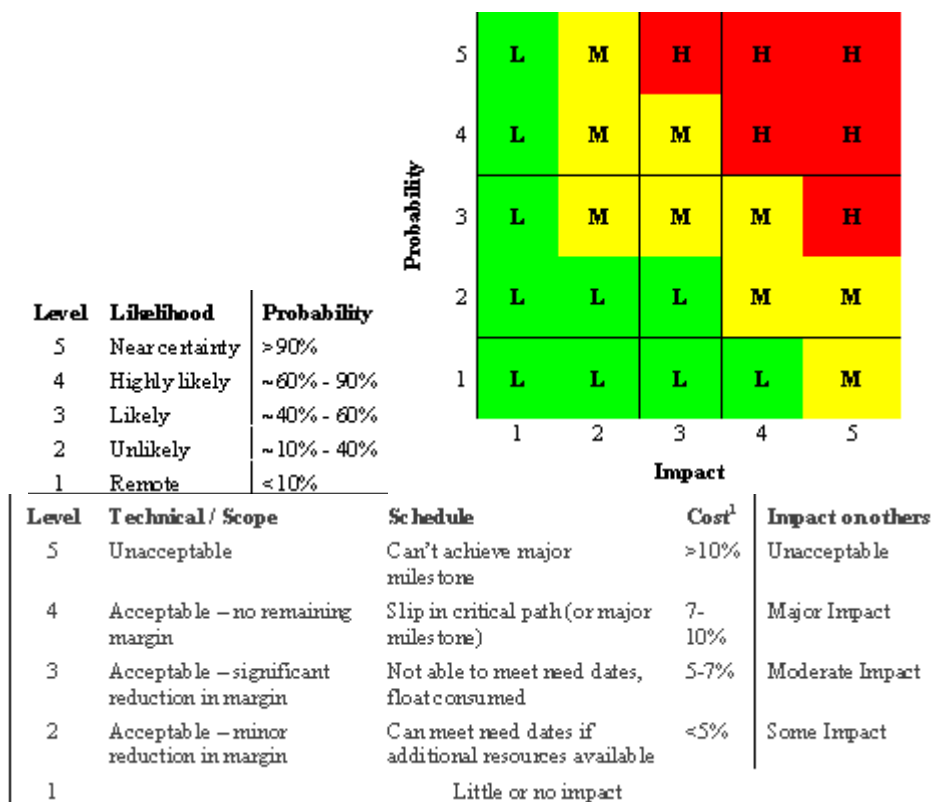 5 L M H H H
4 L M M H H
Probability
3 L M M M H
2 L L L M M
1 L L L L M
1 2 3 4 5
Impact
Level Likelihood Probability
5 Near certainty >90%
4 Highly likely ~60% - 90%
3 Likely ~40% - 60%
2 Unlikely ~10% - 40%
1 Remote <10%
Level Technical / Scope Schedule Cost¹ Impact on others
5 Unacceptable Can't achieve major >10% Unacceptable
milestone
4 Acceptable – no remaining Slip in critical path (or major 7- Major Impact
margin milestone) 10%
3 Acceptable – significant Not able to meet need dates, 5-7% Moderate Impact
reduction in margin float consumed
2 Acceptable – minor Can meet need dates if <5% Some Impact
reduction in margin additional resources available
1 Little or no impact